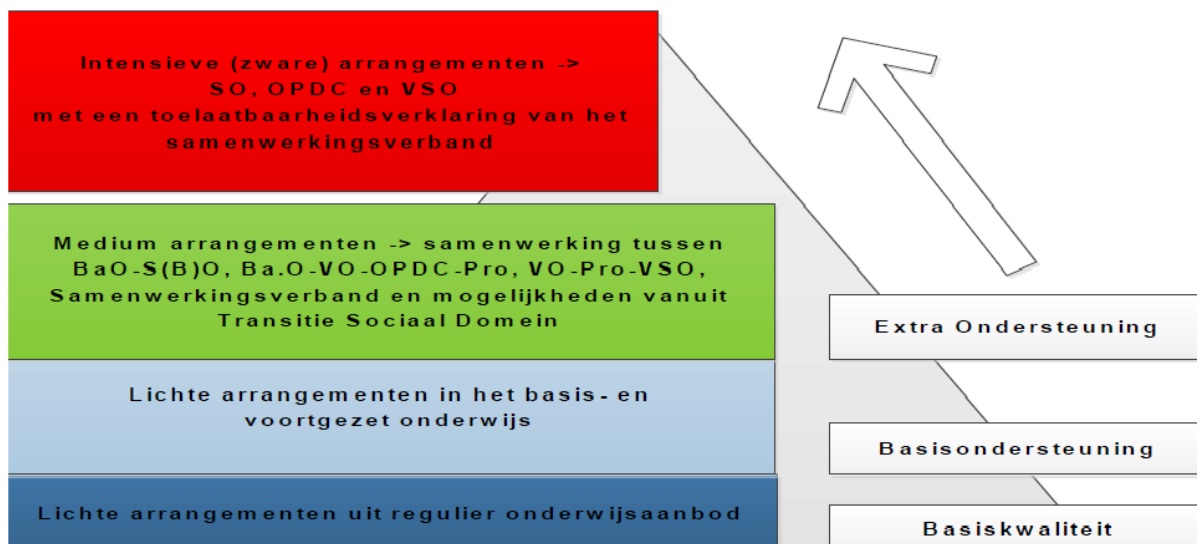 Intensieve (zware) arrangementen ->
SO, OPDC en VSO
met een toelaatbaarheidsverklaring van het
samenwerkingsverband
Medium arrangementen -> samenwerking tussen
BaO-S(B)O, Ba.O-VO-OPDC-Pro, VO-Pro-VSO,
Samenwerkingsverband en mogelijkheden vanuit
Transitie Sociaal Domein
Extra Ondersteuning
Lichte arrangementen in het basis- en
voortgezet onderwijs
Basisondersteuning
Lichte arrangementen uit regulier onderwijsaanbod
Basiskwaliteit